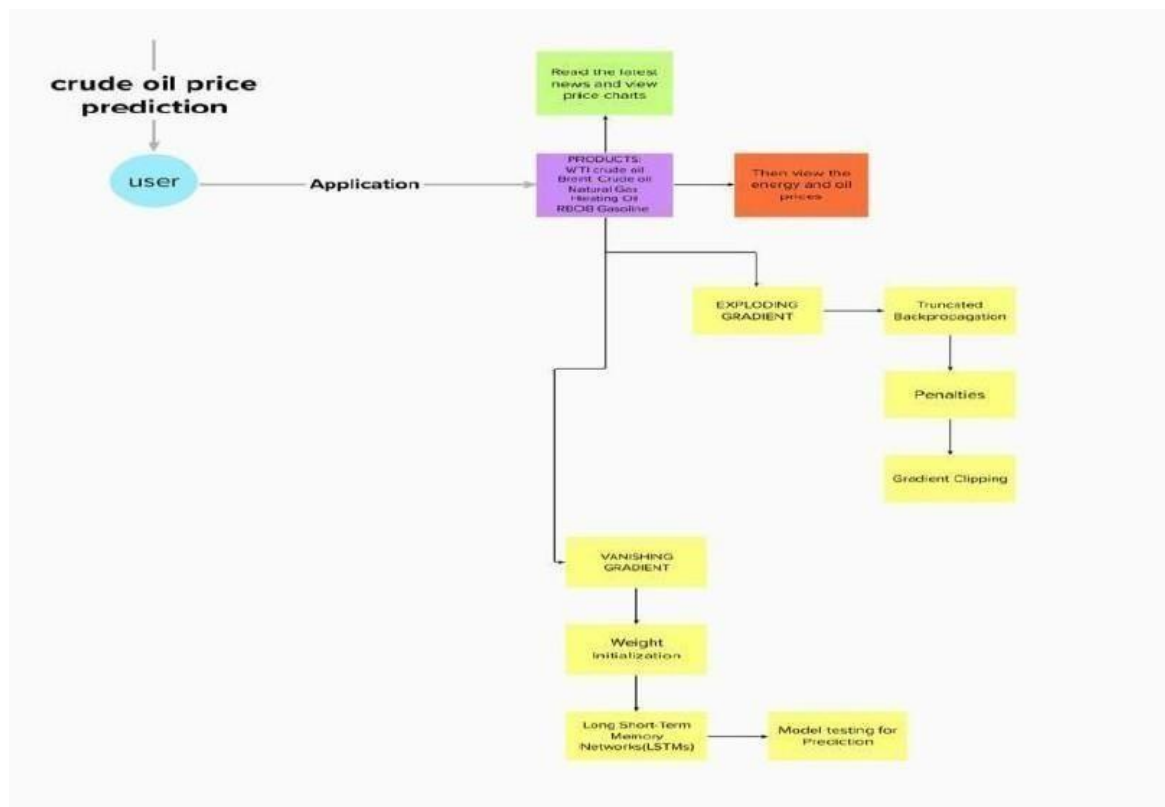 crude oil price
prediction
Read the latest
news and view
price charts
user
Application
PRODUCTS:
WTI crude oil
Brent Crude oil
Natural Gas
Heating Oil
RBOB Gasoline
Then view the
energy and oil
prices
EXPLODING
GRADIENT
Truncated
Backpropagation
Penalties
Gradient Clipping
VANISHING
GRADIENT
Weight
Initialization
Long Short-Term
Memory
Networks(LSTMs)
Model testing for
Prediction